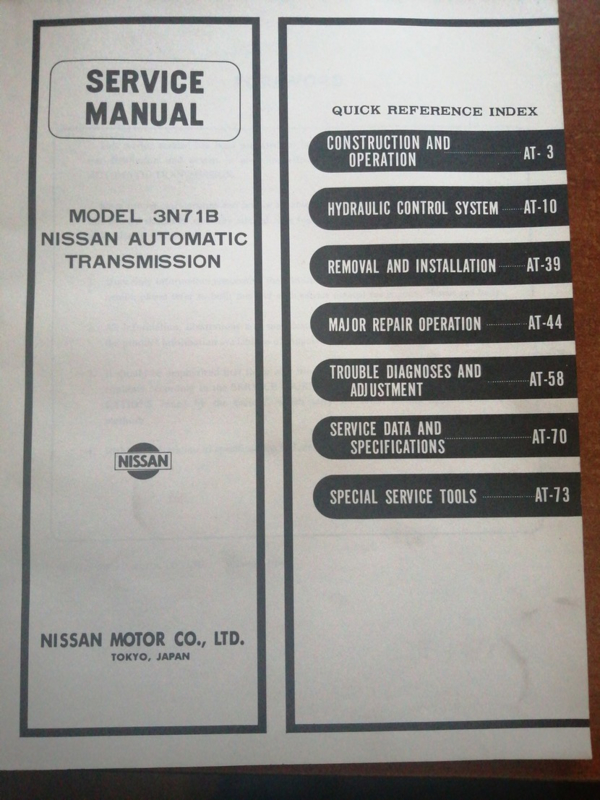 SERVICE
MANUAL
MODEL 3N71B
NISSAN AUTOMATIC
TRANSMISSION
NISSAN
NISSAN MOTOR CO., LTD.
TOKYO, JAPAN
QUICK REFERENCE INDEX
CONSTRUCTION AND
OPERATION AT- 3
HYDRAULIC CONTROL SYSTEM AT-10
REMOVAL AND INSTALLATION AT-39
MAJOR REPAIR OPERATION AT-44
TROUBLE DIAGNOSES AND
ADJUSTMENT AT-58
SERVICE DATA AND
SPECIFICATIONS AT-70
SPECIAL SERVICE TOOLS AT-73